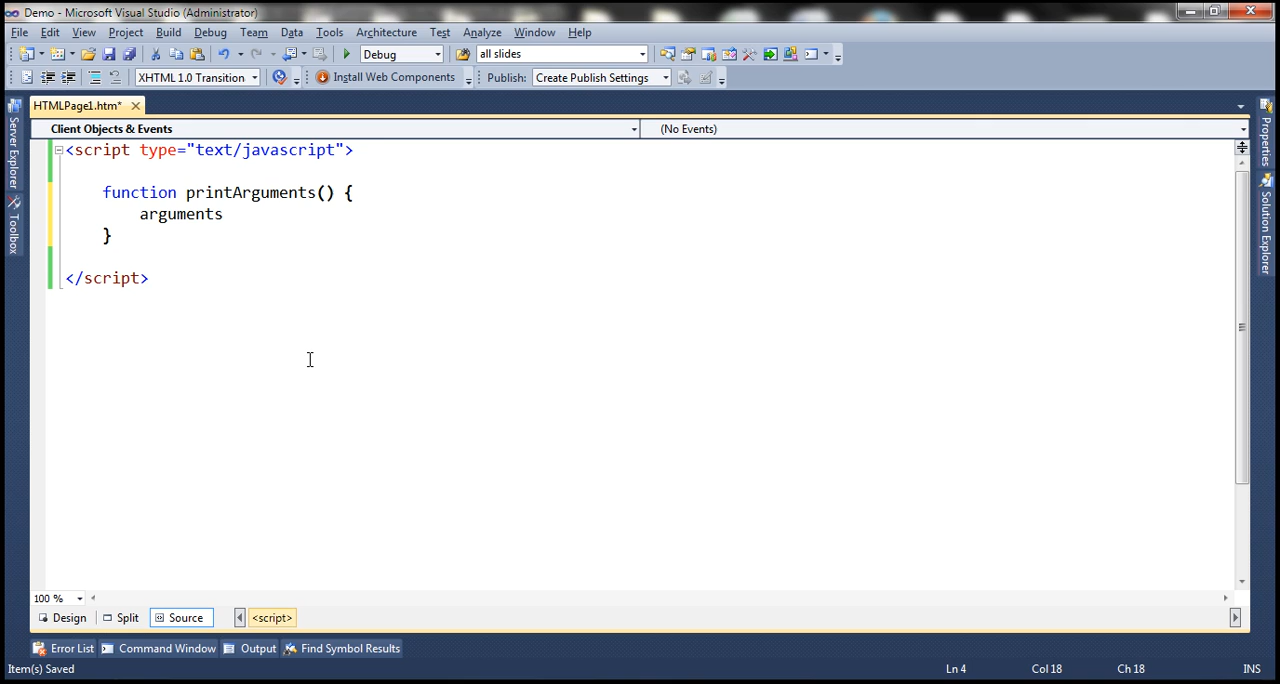 Demo - Microsoft Visual Studio (Administrator)
File Edit View Project Build Debug Team Data Tools Architecture Test Analyze Window Help
Debug all slides
XHTML 1.0 Transition Install Web Components Publish: Create Publish Settings
HTMLPage1.htm*
Client Objects & Events (No Events)
Server Explorer
Toolbox
Properties
Solution Explorer
<script type="text/javascript">
function printArguments() {
arguments
}
</script>
100 %
Design Split Source <script>
Error List Command Window Output Find Symbol Results
Item(s) Saved Ln 4 Col 18 Ch 18 INS